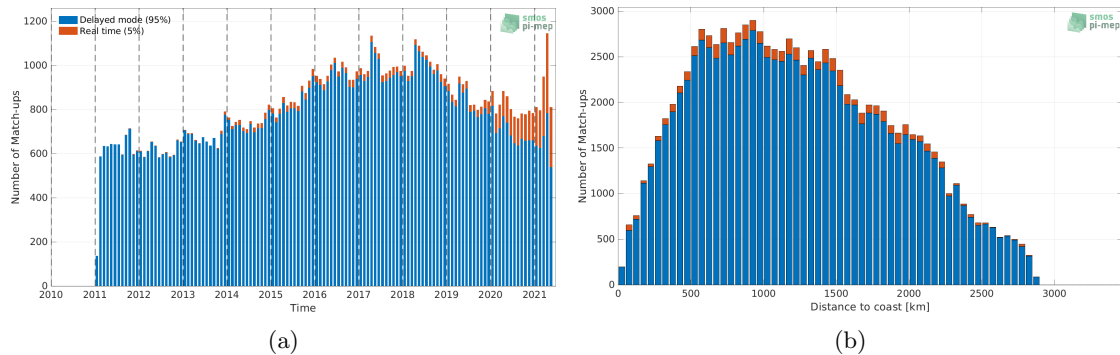 Delayed mode (95%)
Real time (5%)
smos
pi-mep
Number of Match-ups
1200
1000
800
600
400
200
0
2010 2011 2012 2013 2014 2015 2016 2017 2018 2019 2020 2021
Time
(a)
smos
pi-mep
Number of Match-ups
3000
2500
2000
1500
1000
500
0
0 500 1000 1500 2000 2500 3000
Distance to coast [km]
(b)